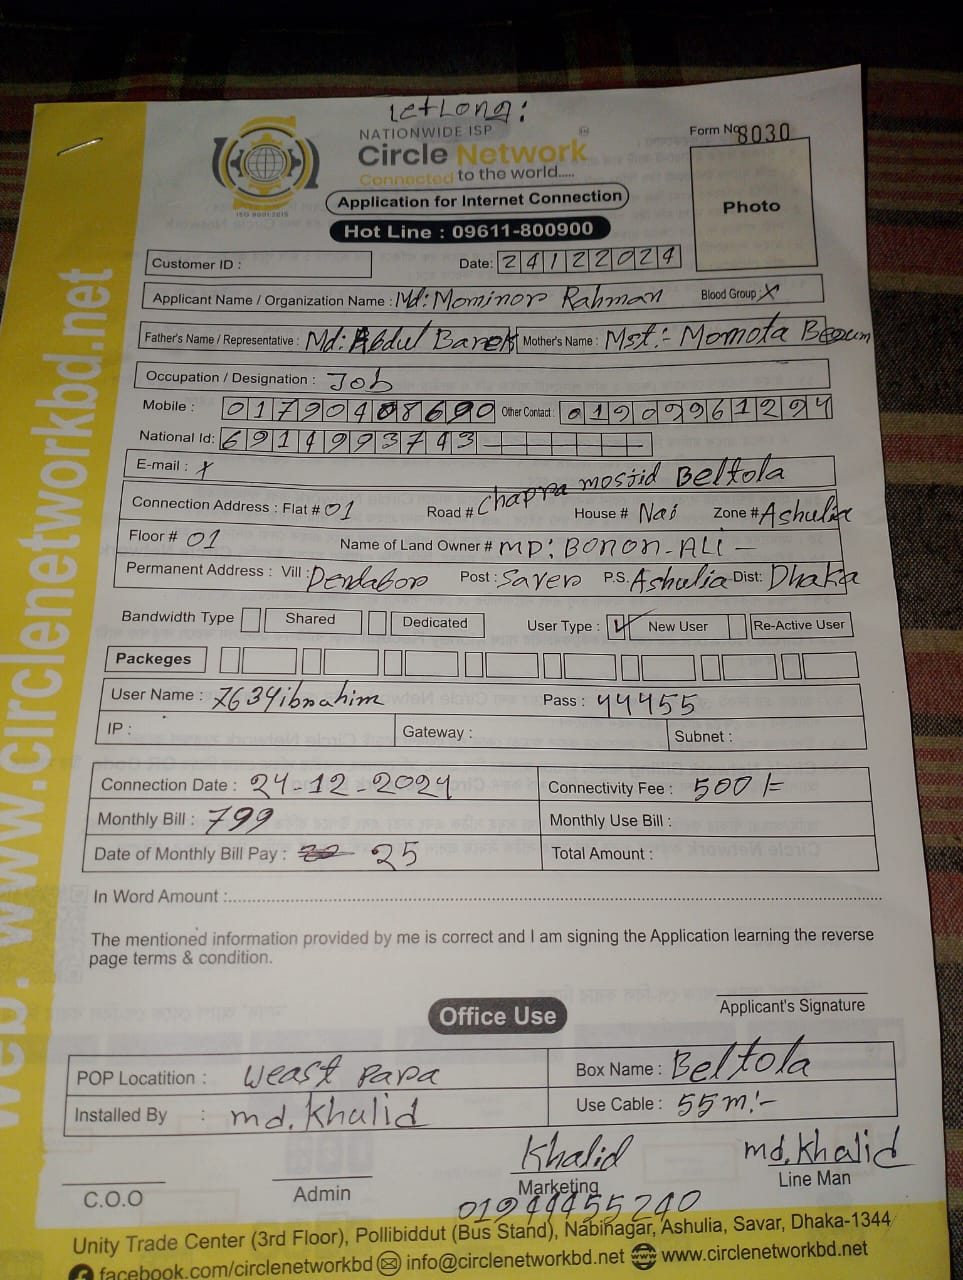 LetLong:
NATIONWIDE ISP
Circle Network
Connected to the world.....
ISO 9001:2015
Form No 8030
Photo
Application for Internet Connection
Hot Line : 09611-800900
Customer ID :
Date: 24122024
Applicant Name / Organization Name : Md: Mominor Rahman Blood Group : X
Father's Name / Representative : Md: Abdul Barek Mother's Name : Mst:- Momota Begum
Occupation / Designation : Job
Mobile : 01790408690 Other Contact : 01909961294
National Id: 6914993743
E-mail : X
Connection Address : Flat # 01 Road # Chapra mosjid Beltola House # Nai Zone # Ashulia
Floor # 01 Name of Land Owner # MD: BONON-ALI -
Permanent Address : Vill : Dendabor Post : Saver P.S. Ashulia Dist: Dhaka
Bandwidth Type Shared Dedicated User Type : New User Re-Active User
Packeges
User Name : 7634ibrahim Pass : 44455
IP : Gateway : Subnet :
Connection Date : 24-12-2024 Connectivity Fee : 500/=
Monthly Bill : 799 Monthly Use Bill :
Date of Monthly Bill Pay : 25 Total Amount :
In Word Amount :
The mentioned information provided by me is correct and I am signing the Application learning the reverse
page terms & condition.
Applicant's Signature
Office Use
POP Locatition : Weast Papa Box Name : Beltola
Installed By : md. Khalid Use Cable : 55m:-
Khalid md. Khalid
C.O.O Admin Marketing Line Man
Unity Trade Center (3rd Floor), Pollibiddut (Bus Stand), Nabinagar, Ashulia, Savar, Dhaka-1344
facebook.com/circlenetworkbd info@circlenetworkbd.net www.circlenetworkbd.net
web: www.circlenetworkbd.net